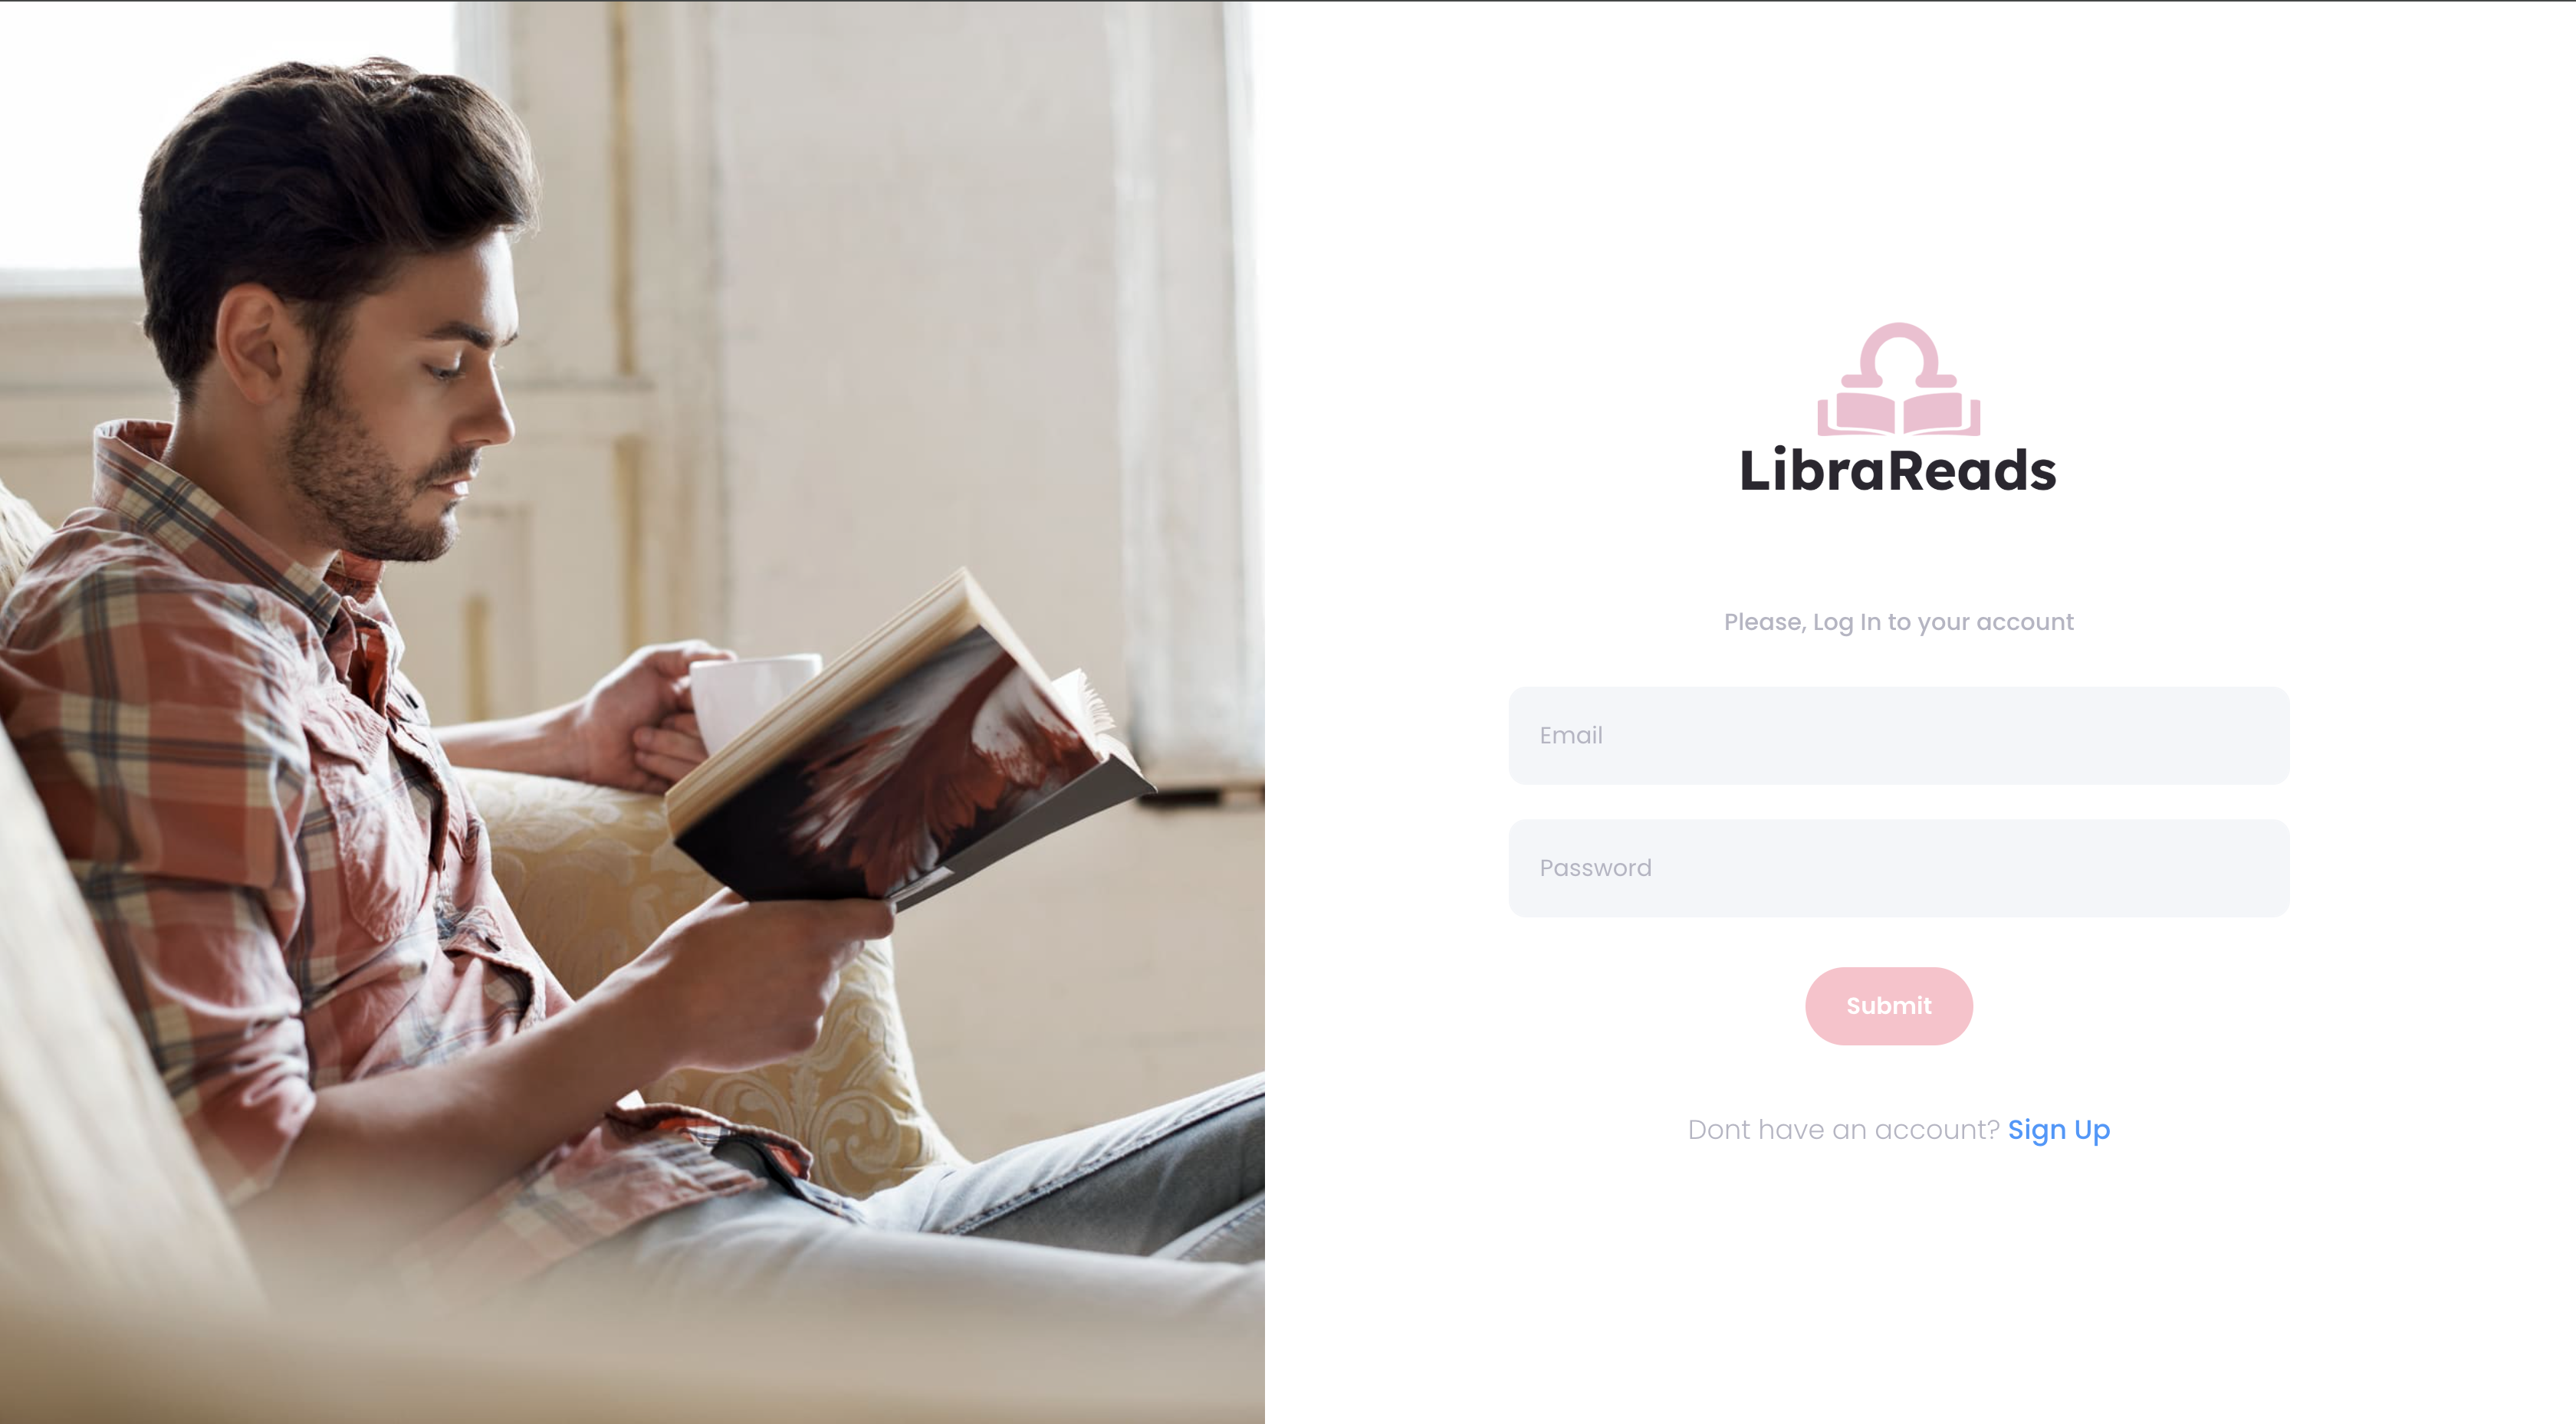 LibraReads
Please, Log In to your account
Email
Password
Submit
Dont have an account? Sign Up